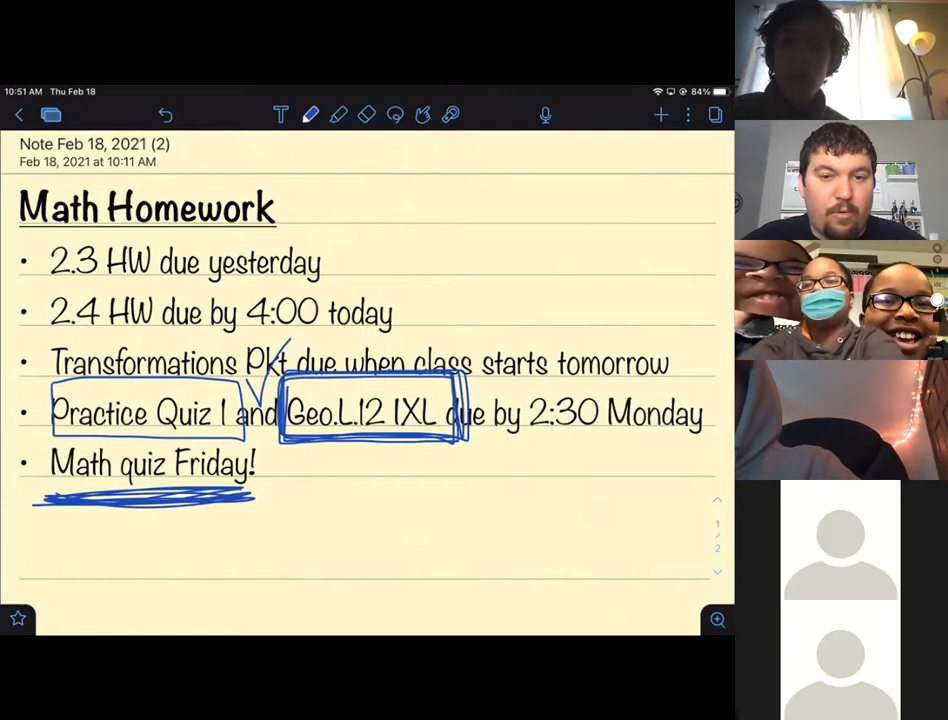 10:51 AM Thu Feb 18
84%
Note Feb 18, 2021 (2)
Feb 18, 2021 at 10:11 AM
Math Homework
• 2.3 HW due yesterday
• 2.4 HW due by 4:00 today
• Transformations Pkt due when class starts tomorrow
• Practice Quiz 1 and Geo.L.12 IXL due by 2:30 Monday
• Math quiz Friday!
1
/
2